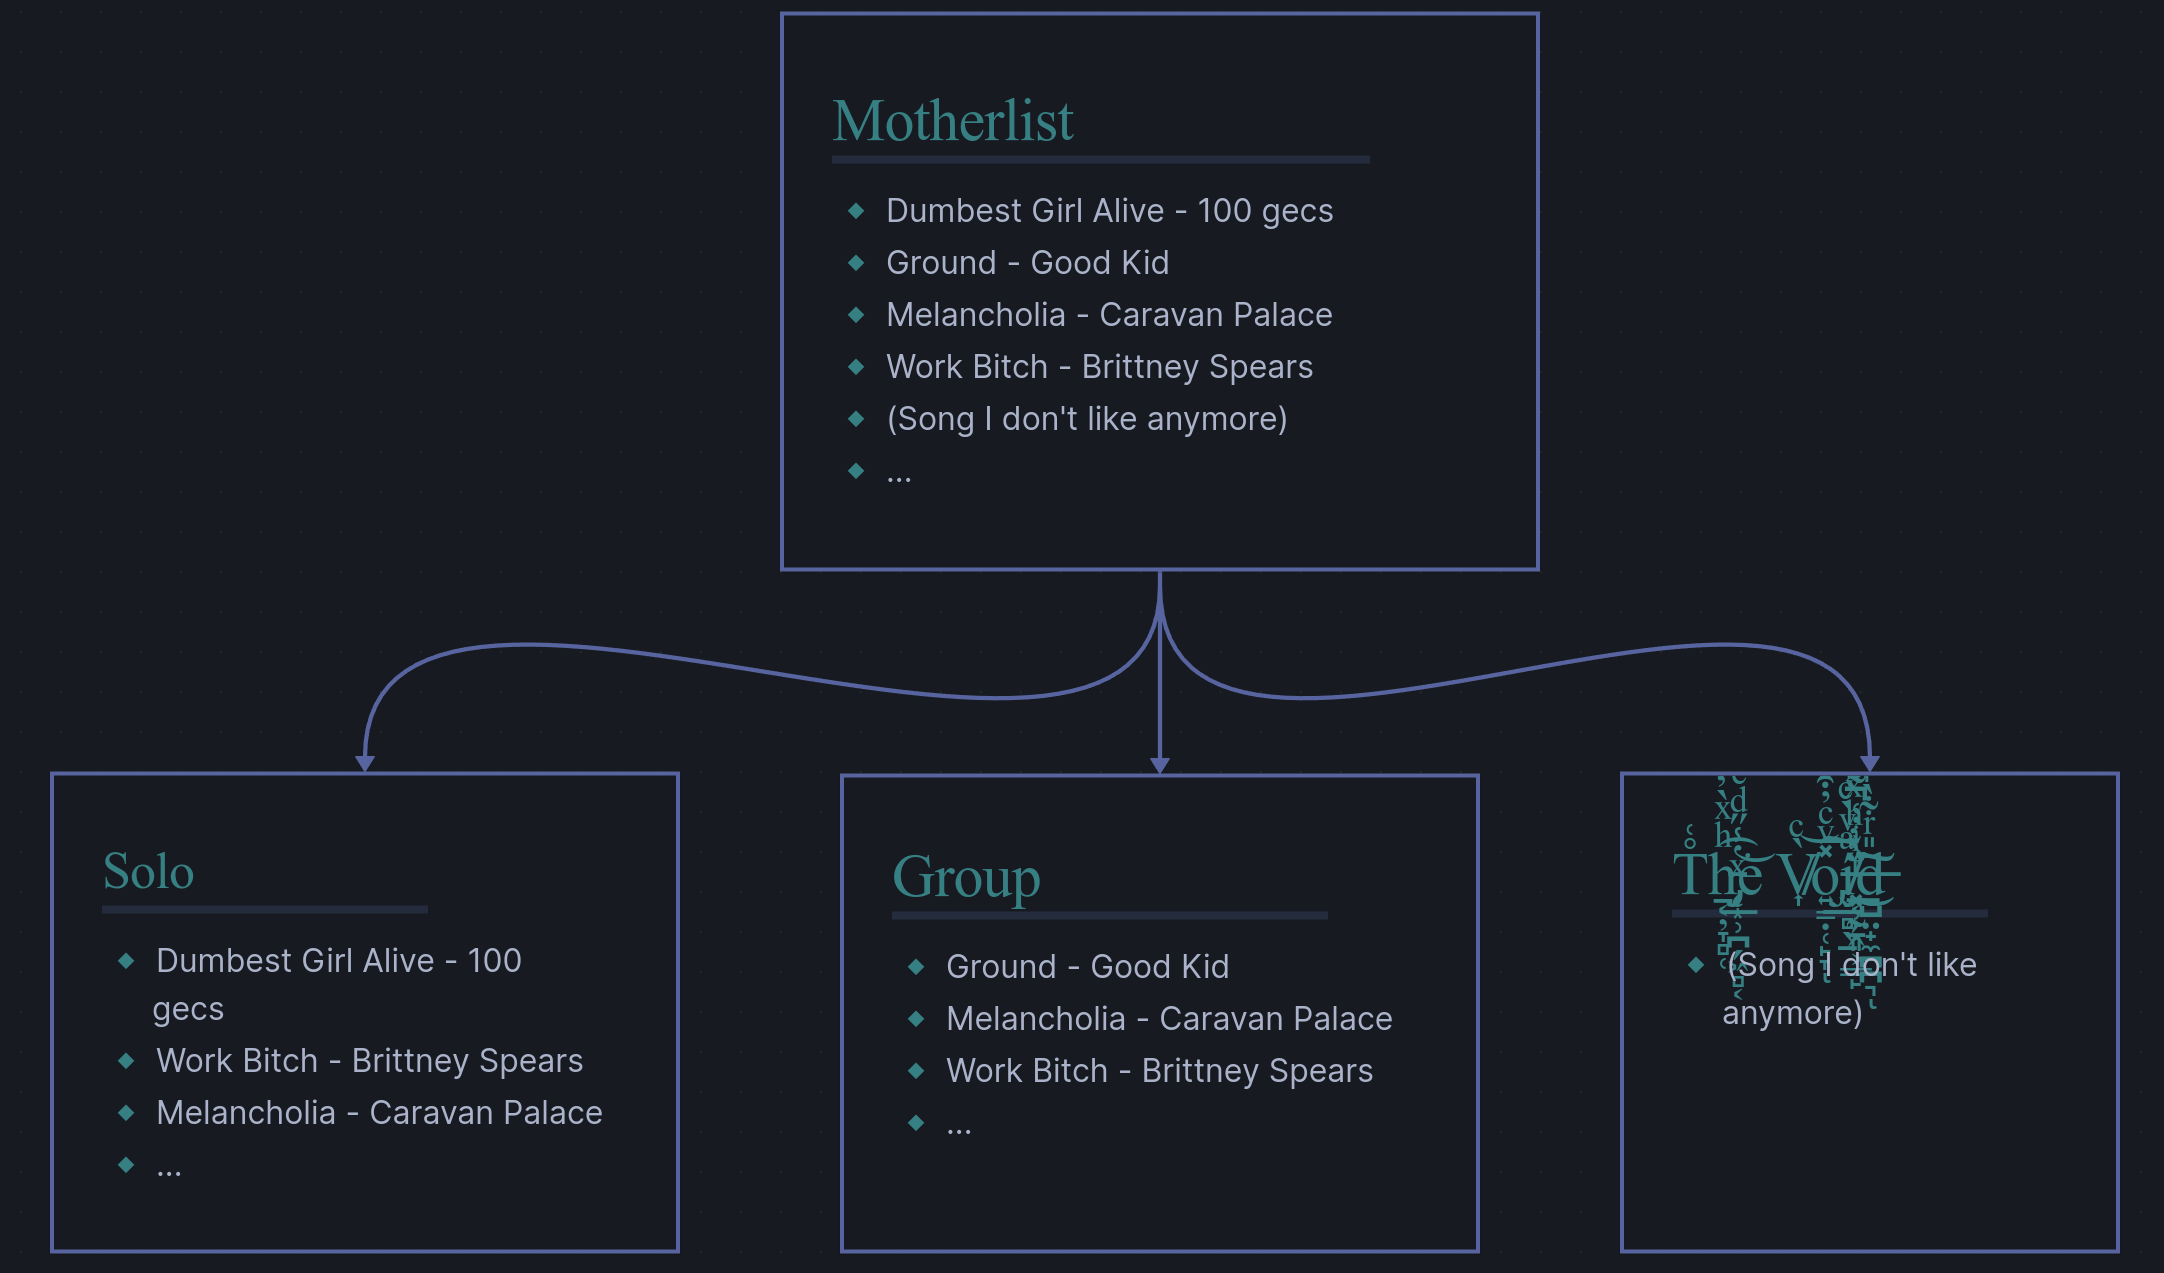 Motherlist
Dumbest Girl Alive - 100 gecs
Ground - Good Kid
Melancholia - Caravan Palace
Work Bitch - Brittney Spears
(Song I don't like anymore)
...
Solo
Dumbest Girl Alive - 100
gecs
Work Bitch - Brittney Spears
Melancholia - Caravan Palace
...
Group
Ground - Good Kid
Melancholia - Caravan Palace
Work Bitch - Brittney Spears
...
The Void
(Song I don't like
anymore)